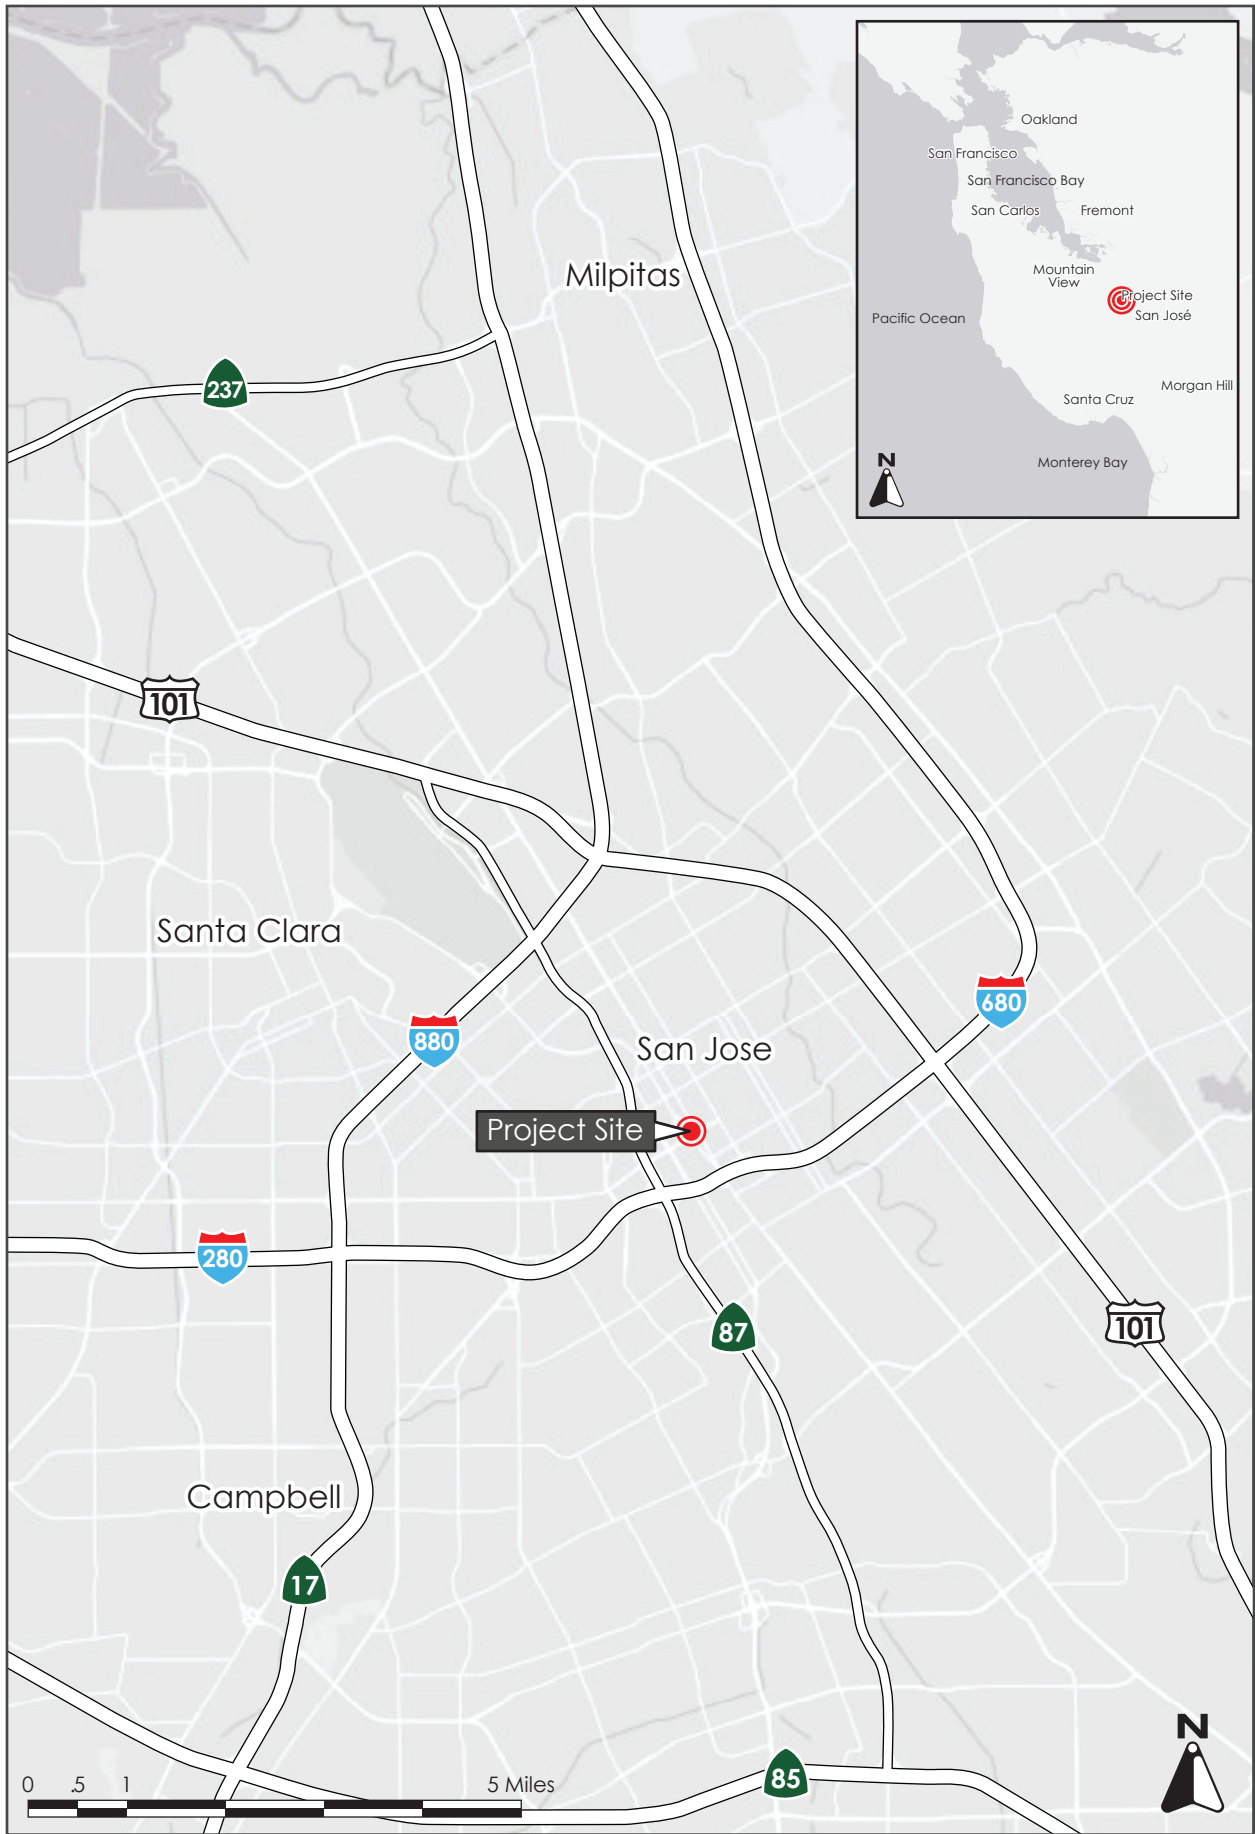 Oakland
San Francisco
San Francisco Bay
San Carlos
Fremont
Mountain
View
Project Site
San José
Pacific Ocean
Morgan Hill
Santa Cruz
Monterey Bay
N
Milpitas
237
101
Santa Clara
680
880
San Jose
Project Site
280
87
101
Campbell
17
N
85
0 .5 1 5 Miles